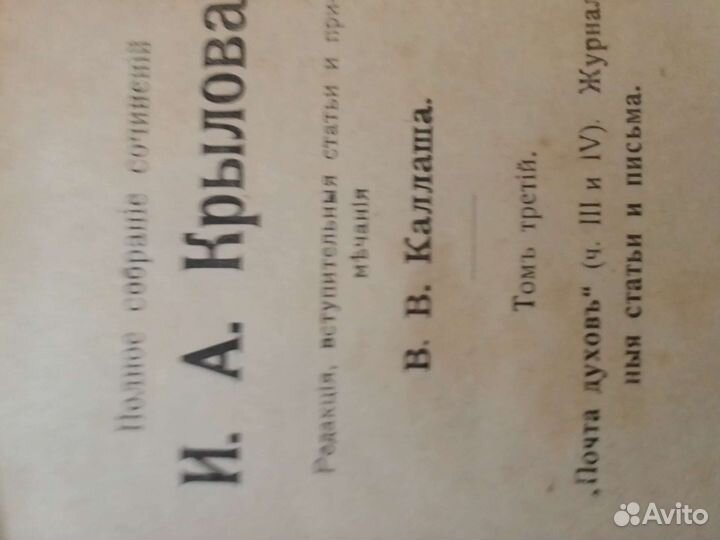 Полное собраніе сочиненій
И. А. Крылова
Редакція, вступительныя статьи и при-
мѣчанія
В. В. Каллаша.
Томъ третій.
„Почта духовъ“ (ч. III и IV). Журнал
ныя статьи и письма.
Avito